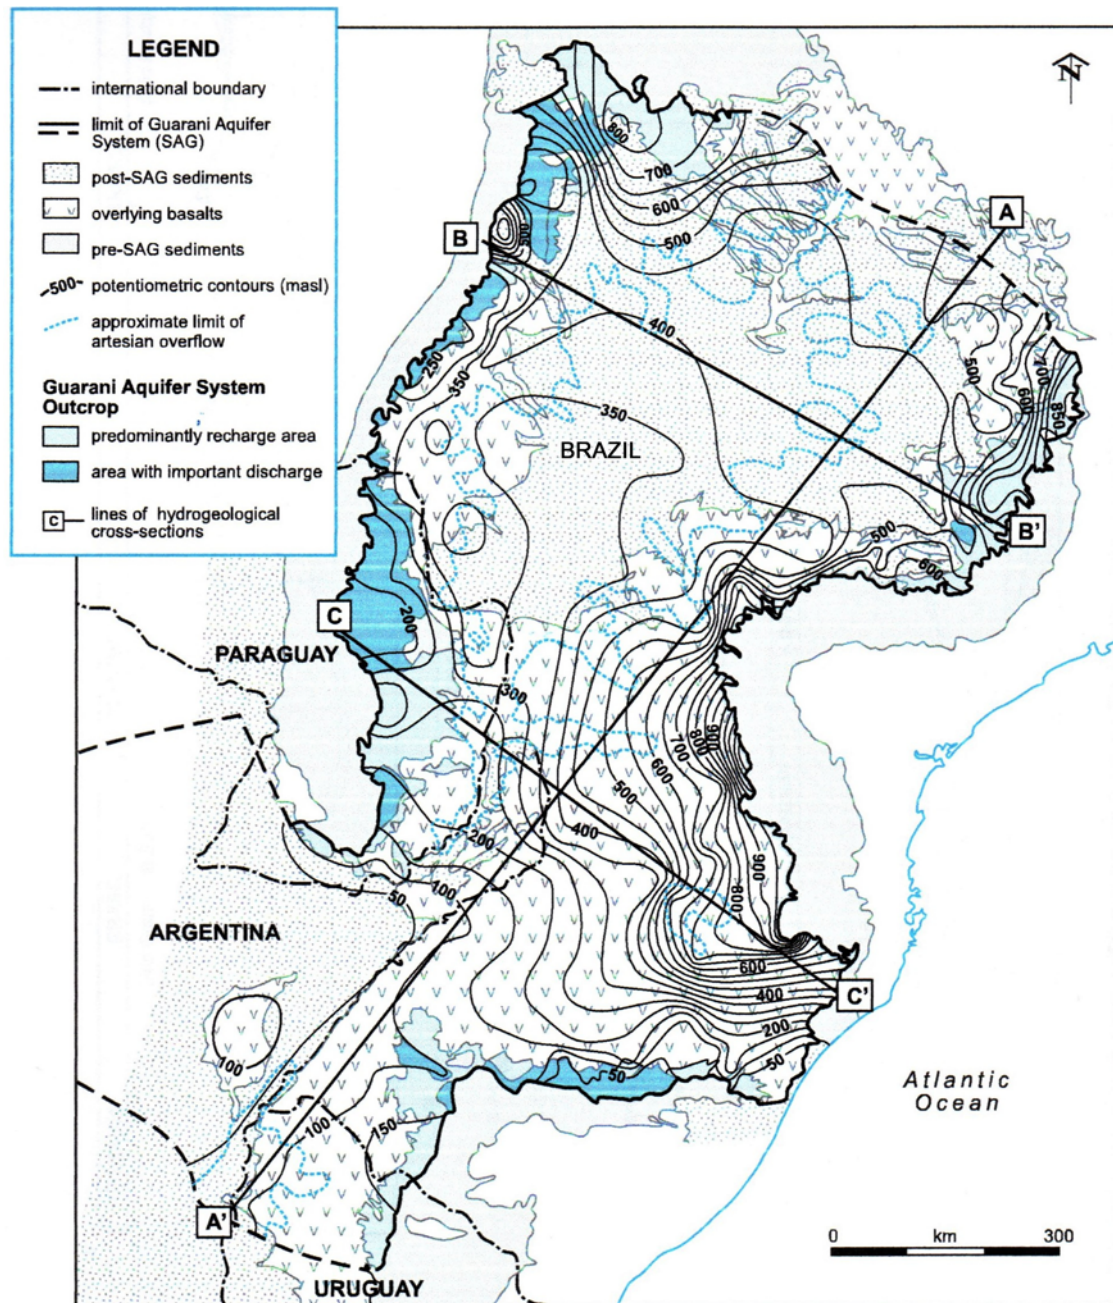 LEGEND
international boundary
limit of Guarani Aquifer
System (SAG)
post-SAG sediments
overlying basalts
pre-SAG sediments
-500- potentiometric contours (masl)
approximate limit of
artesian overflow
Guarani Aquifer System
Outcrop
predominantly recharge area
area with important discharge
C lines of hydrogeological
cross-sections
N
800
700
600
500
A
B
500
400
250
350
350
BRAZIL
500
700
600
850
B'
500
600
C
200
PARAGUAY
300
900
800
700
600
500
400
200
100
50
900
800
ARGENTINA
600
400
C'
200
50
100
50
Atlantic
Ocean
100
150
A'
URUGUAY
0 km 300